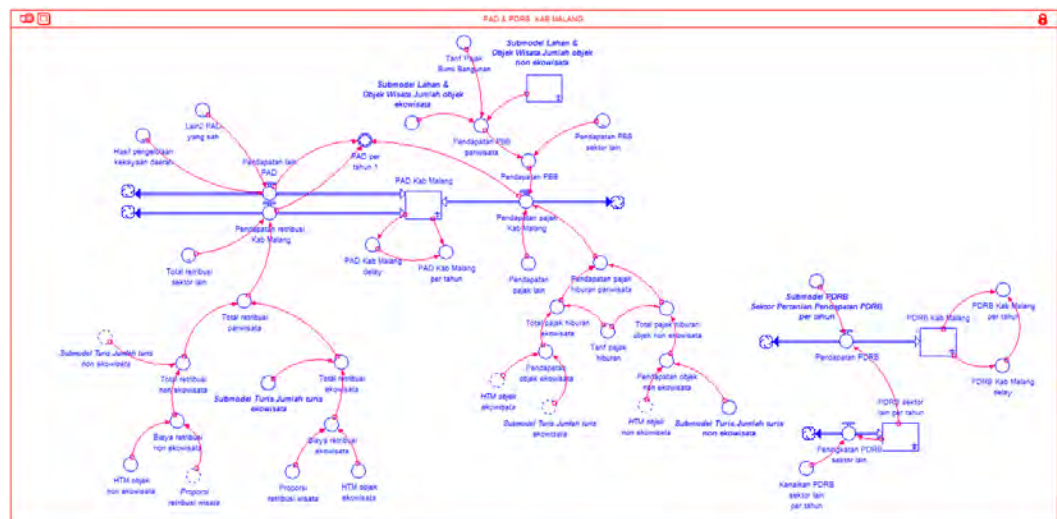 PAD & PDRB KAB MALANG
Submodel Lahan &
Objek Wisata.Jumlah objek
non ekowisata
Tarif Pajak
Bumi Bangunan
Submodel Lahan &
Objek Wisata.Jumlah objek
ekowisata
Lain2 PAD
yang sah
Hasil pengelolaan
kekayaan daerah
Pendapatan lain
PAD
PAD per
tahun 1
Pendapatan PBB
pariwisata
Pendapatan PBB
sektor lain
Pendapatan PBB
PAD Kab Malang
Pendapatan retribusi
Kab Malang
Pendapatan pajak
Kab Malang
Total retribusi
sektor lain
PAD Kab Malang
delay
PAD Kab Malang
per tahun
Pendapatan
pajak lain
Pendapatan pajak
hiburan pariwisata
Total retribusi
pariwisata
Submodel Turis.Jumlah turis
non ekowisata
Total retribusi
non ekowisata
Total retribusi
ekowisata
Submodel Turis.Jumlah turis
ekowisata
Biaya retribusi
non ekowisata
Biaya retribusi
ekowisata
HTM objek
non ekowisata
Proporsi
retribusi wisata
Proporsi
retribusi wisata
HTM objek
ekowisata
Total pajak hiburan
ekowisata
Tarif pajak
hiburan
Total pajak hiburan
objek non ekowisata
Pendapatan
objek ekowisata
Pendapatan objek
non ekowisata
HTM objek
ekowisata
Submodel Turis.Jumlah turis
ekowisata
HTM objek
non ekowisata
Submodel Turis.Jumlah turis
non ekowisata
Submodel PDRB
Sektor Pertanian.Pendapatan PDRB
per tahun
PDRB Kab Malang
PDRB Kab Malang
per tahun
Pendapatan PDRB
PDRB Kab Malang
delay
PDRB sektor
lain per tahun
Peningkatan PDRB
sektor lain
Kenaikan PDRB
sektor lain
per tahun